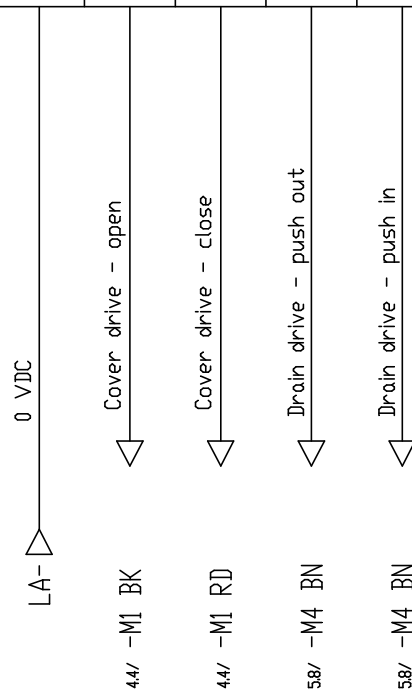 0 VDC
LA-
Cover drive - open
4.4/ -M1 BK
Cover drive - close
4.4/ -M1 RD
Drain drive - push out
5.8/ -M4 BN
Drain drive - push in
5.8/ -M4 BN